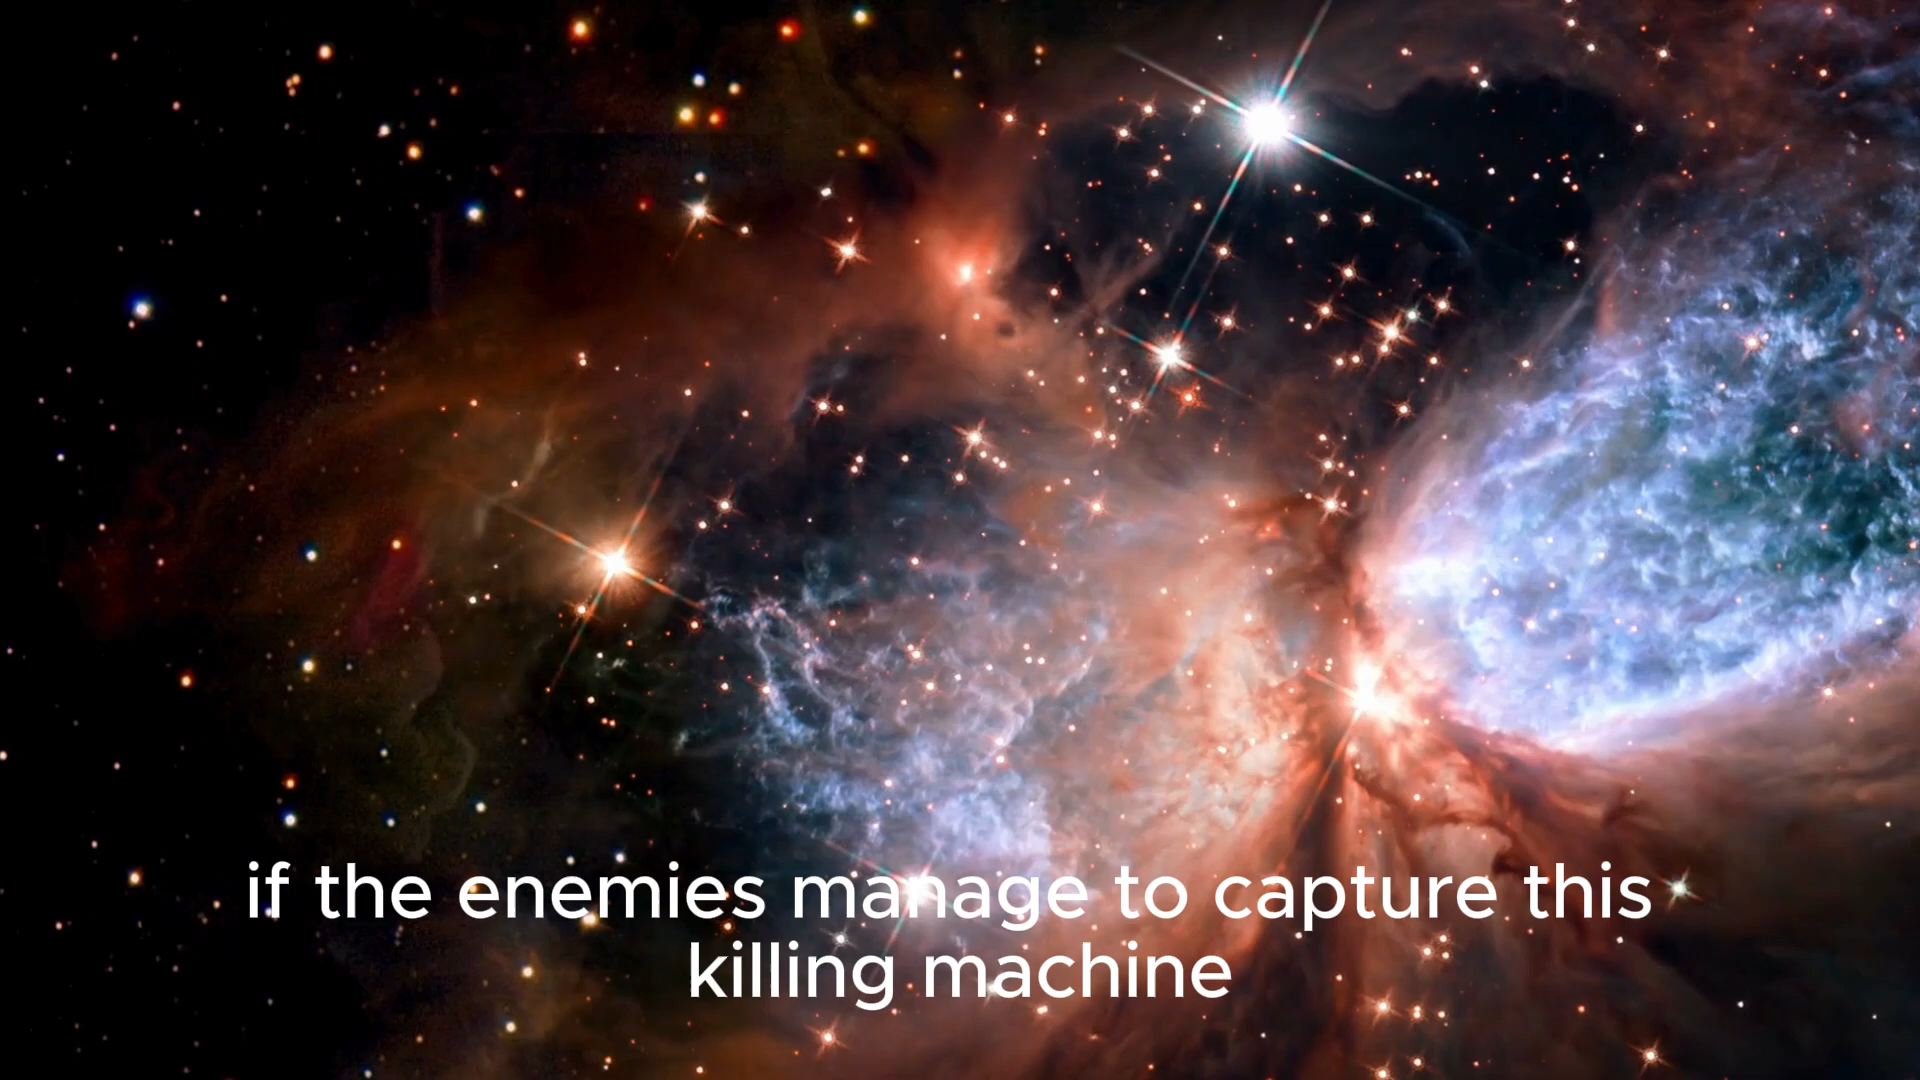 if the enemies manage to capture this
killing machine